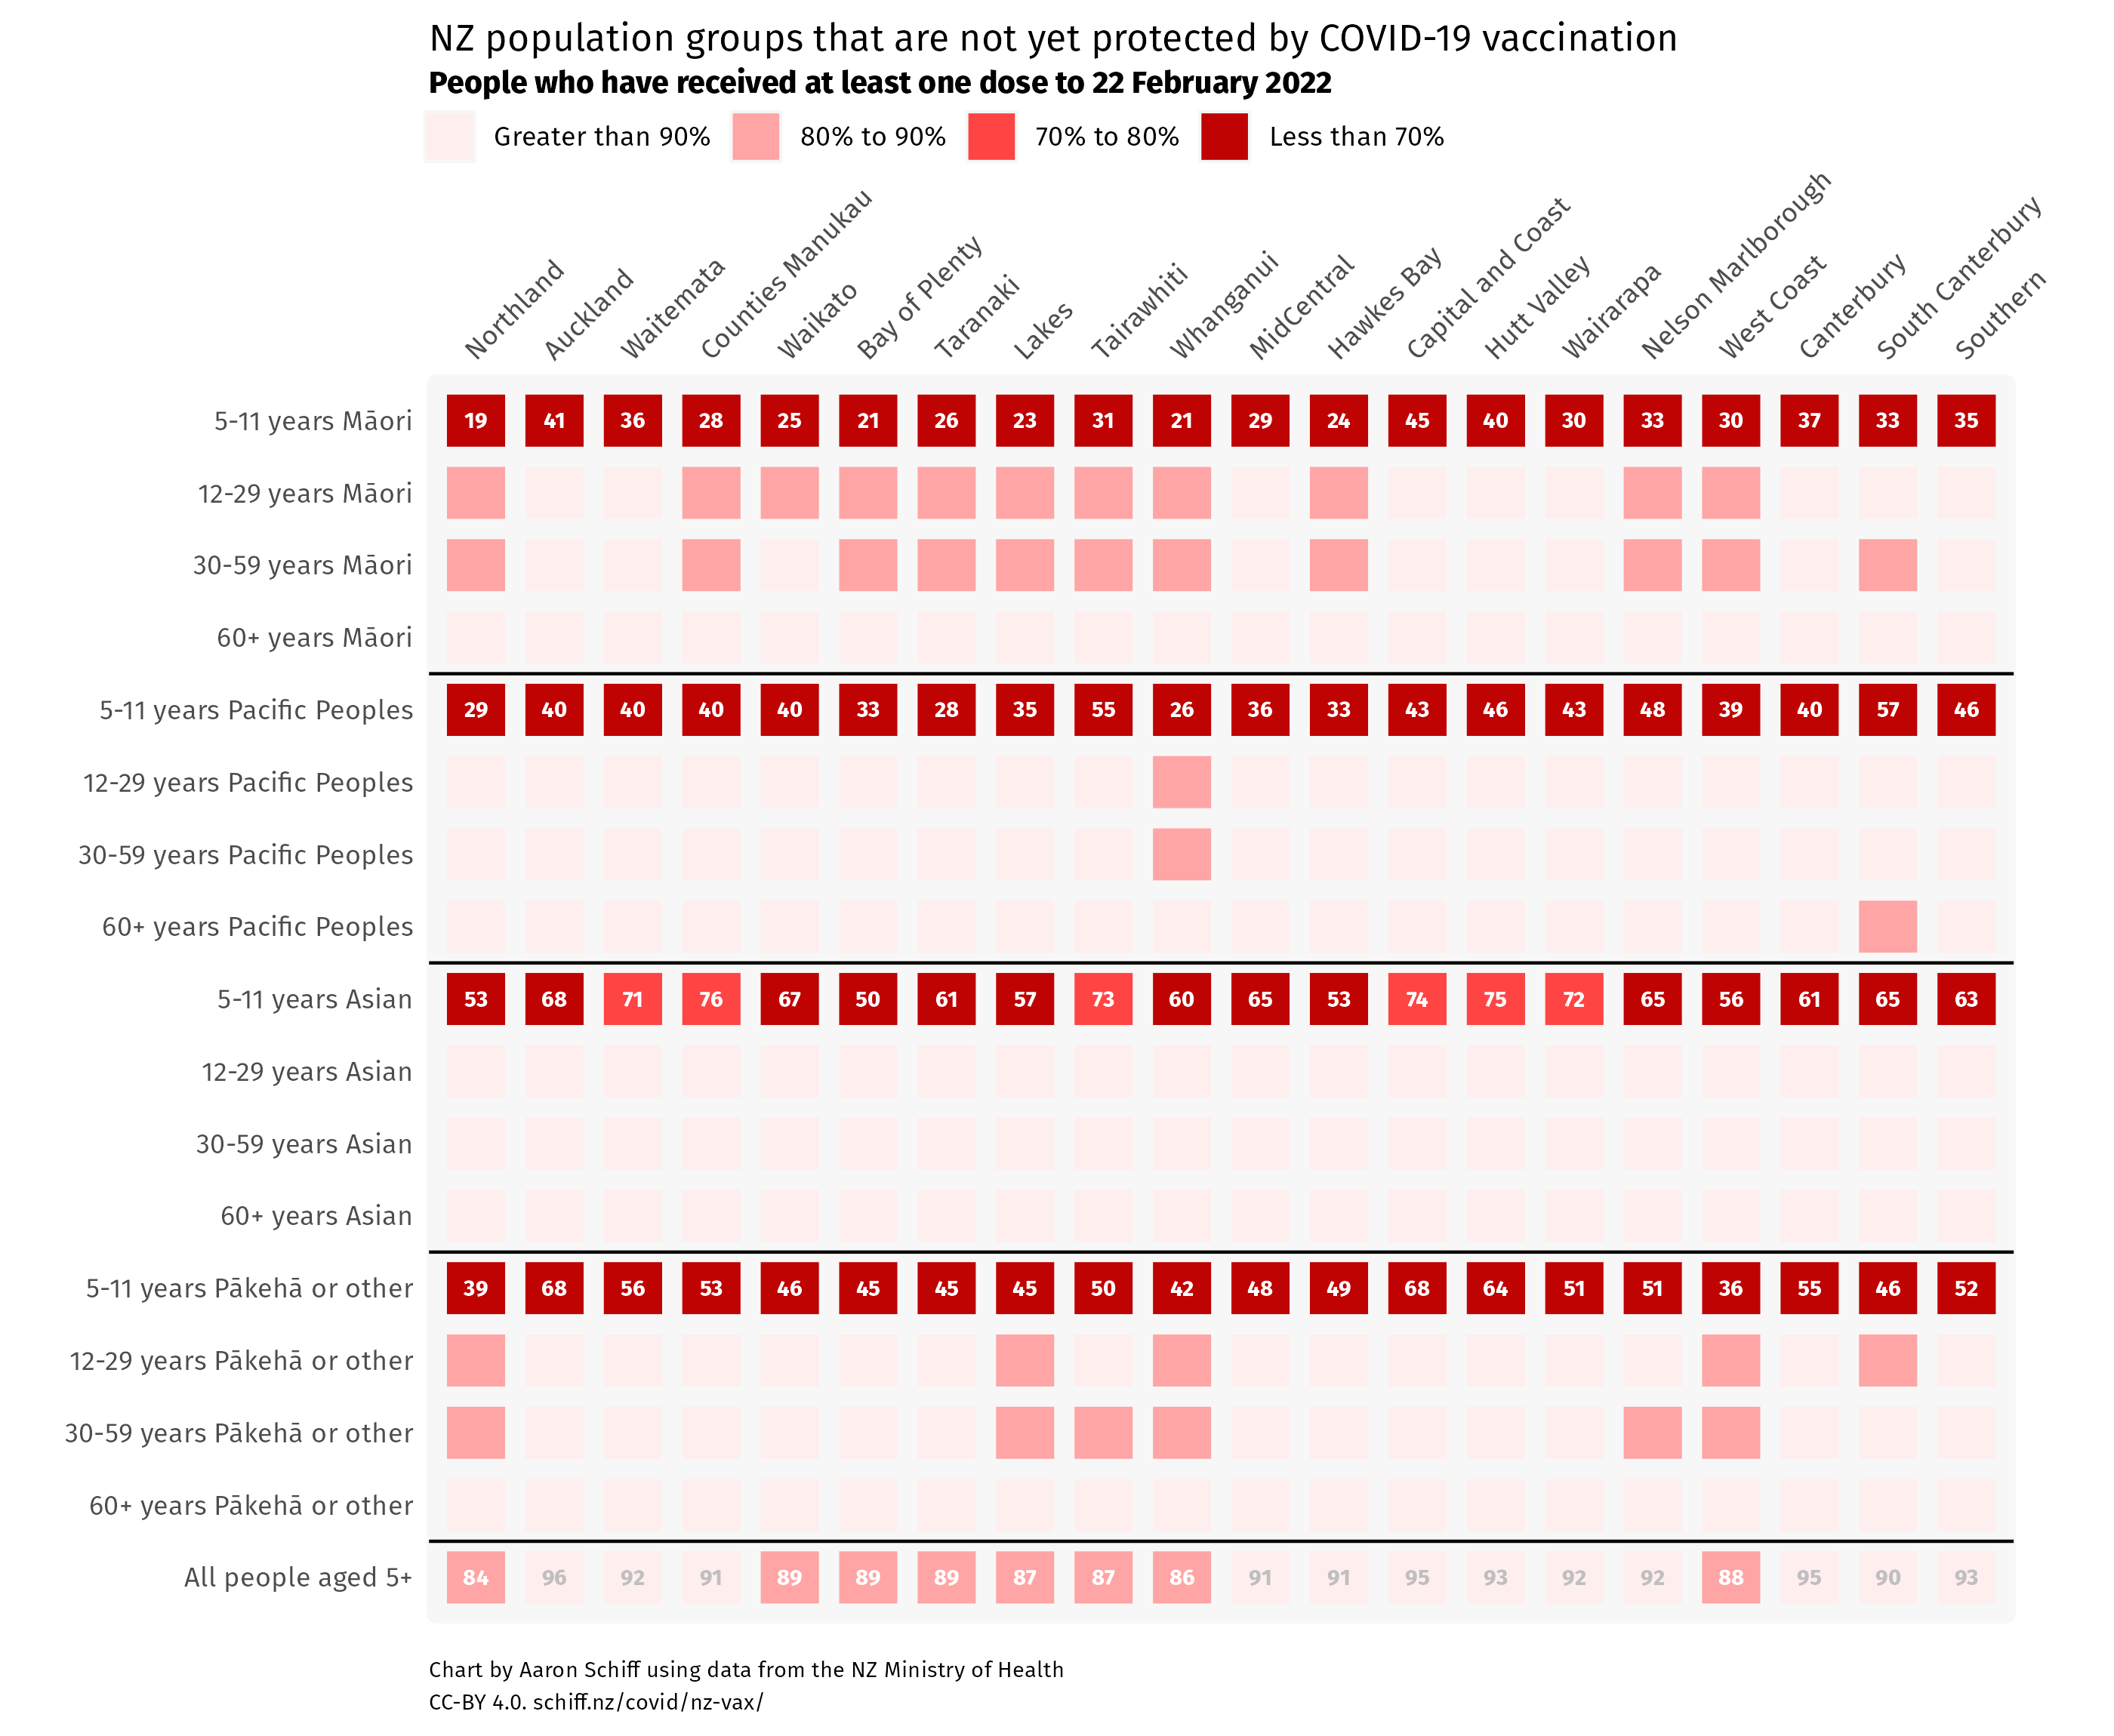 NZ population groups that are not yet protected by COVID-19 vaccination
People who have received at least one dose to 22 February 2022
Greater than 90% 80% to 90% 70% to 80% Less than 70%
Northland Auckland Waitemata Counties Manukau Waikato Bay of Plenty Taranaki Lakes Tairawhiti Whanganui MidCentral Hawkes Bay Capital and Coast Hutt Valley Wairarapa Nelson Marlborough West Coast Canterbury South Canterbury Southern
5-11 years Māori 19 41 36 28 25 21 26 23 31 21 29 24 45 40 30 33 30 37 33 35
12-29 years Māori
30-59 years Māori
60+ years Māori
5-11 years Pacific Peoples 29 40 40 40 40 33 28 35 55 26 36 33 43 46 43 48 39 40 57 46
12-29 years Pacific Peoples
30-59 years Pacific Peoples
60+ years Pacific Peoples
5-11 years Asian 53 68 71 76 67 50 61 57 73 60 65 53 74 75 72 65 56 61 65 63
12-29 years Asian
30-59 years Asian
60+ years Asian
5-11 years Pākehā or other 39 68 56 53 46 45 45 45 50 42 48 49 68 64 51 51 36 55 46 52
12-29 years Pākehā or other
30-59 years Pākehā or other
60+ years Pākehā or other
All people aged 5+ 84 96 92 91 89 89 89 87 87 86 91 91 95 93 92 92 88 95 90 93
Chart by Aaron Schiff using data from the NZ Ministry of Health
CC-BY 4.0. schiff.nz/covid/nz-vax/